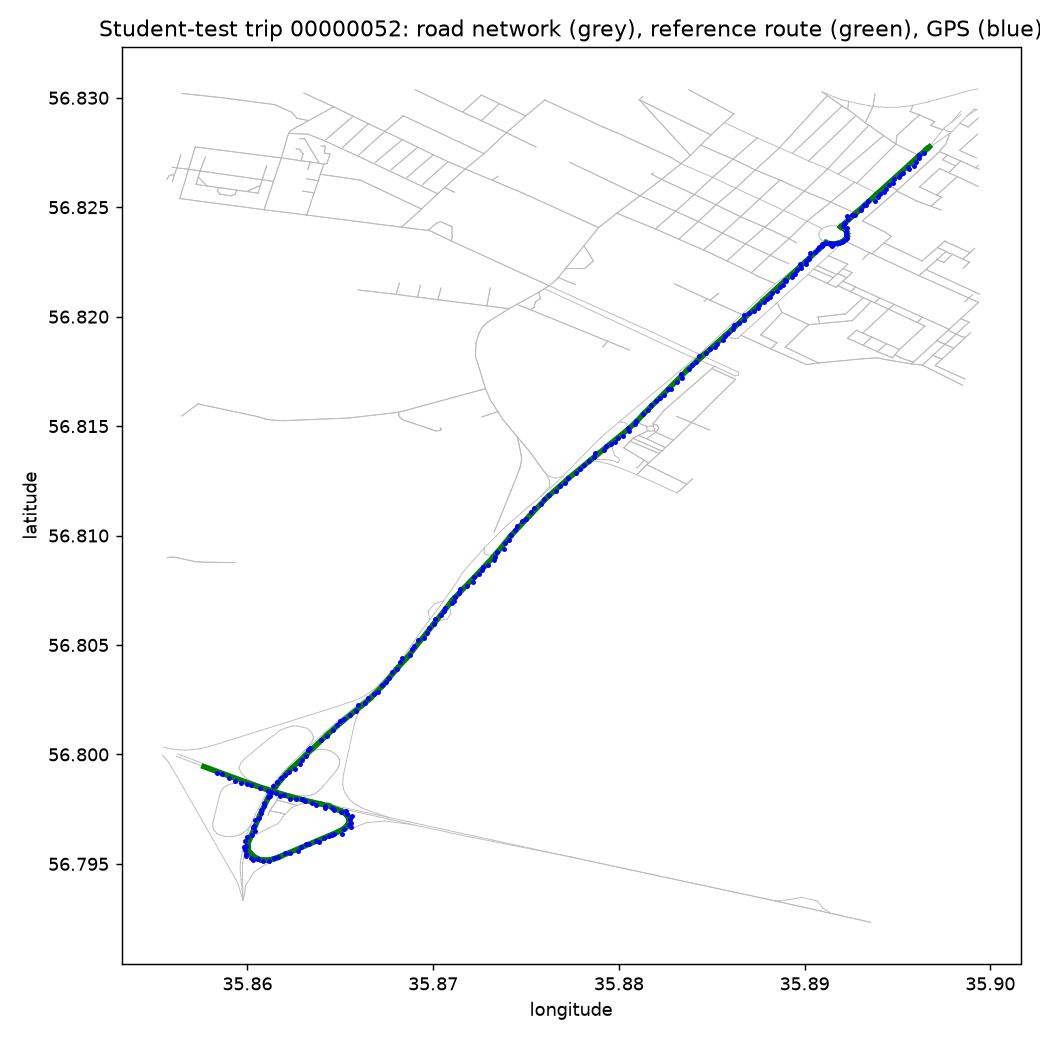 Student-test trip 00000052: road network (grey), reference route (green), GPS (blue)
56.830
56.825
56.820
56.815
56.810
56.805
56.800
56.795
latitude
35.86 35.87 35.88 35.89 35.90
longitude